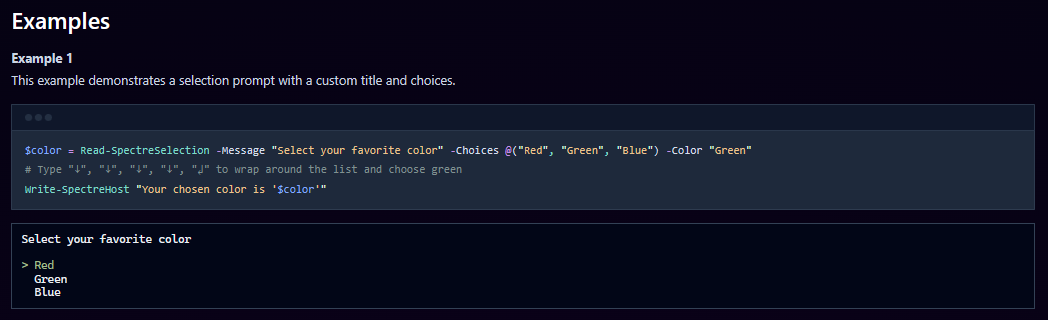 Examples
Example 1
This example demonstrates a selection prompt with a custom title and choices.
$color = Read-SpectreSelection -Message "Select your favorite color" -Choices @("Red", "Green", "Blue") -Color "Green"
# Type "↓", "↓", "↓", "↓", "↲" to wrap around the list and choose green
Write-SpectreHost "Your chosen color is '$color'"
Select your favorite color
> Red
Green
Blue